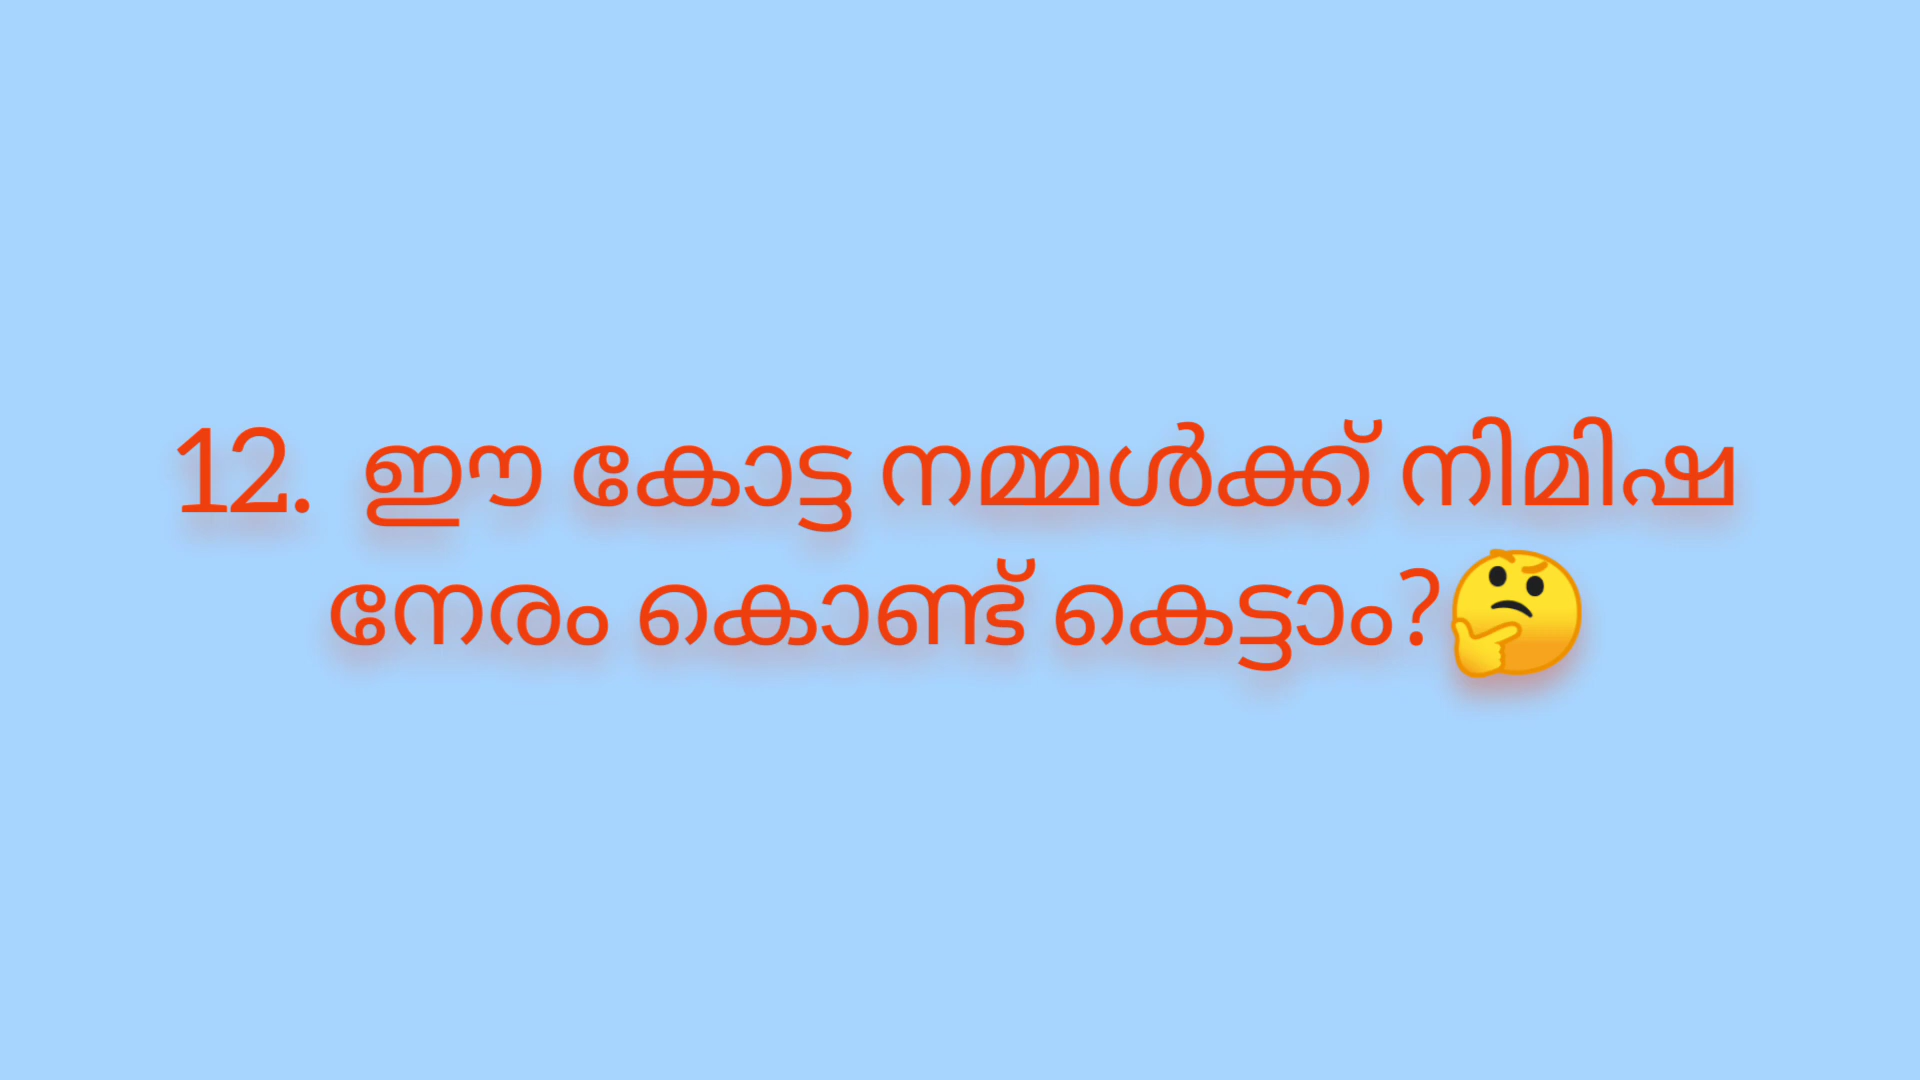 12. ഈ കോട്ട നമ്മൾക്ക് നിമിഷ
നേരം കൊണ്ട് കെട്ടാം?🤔